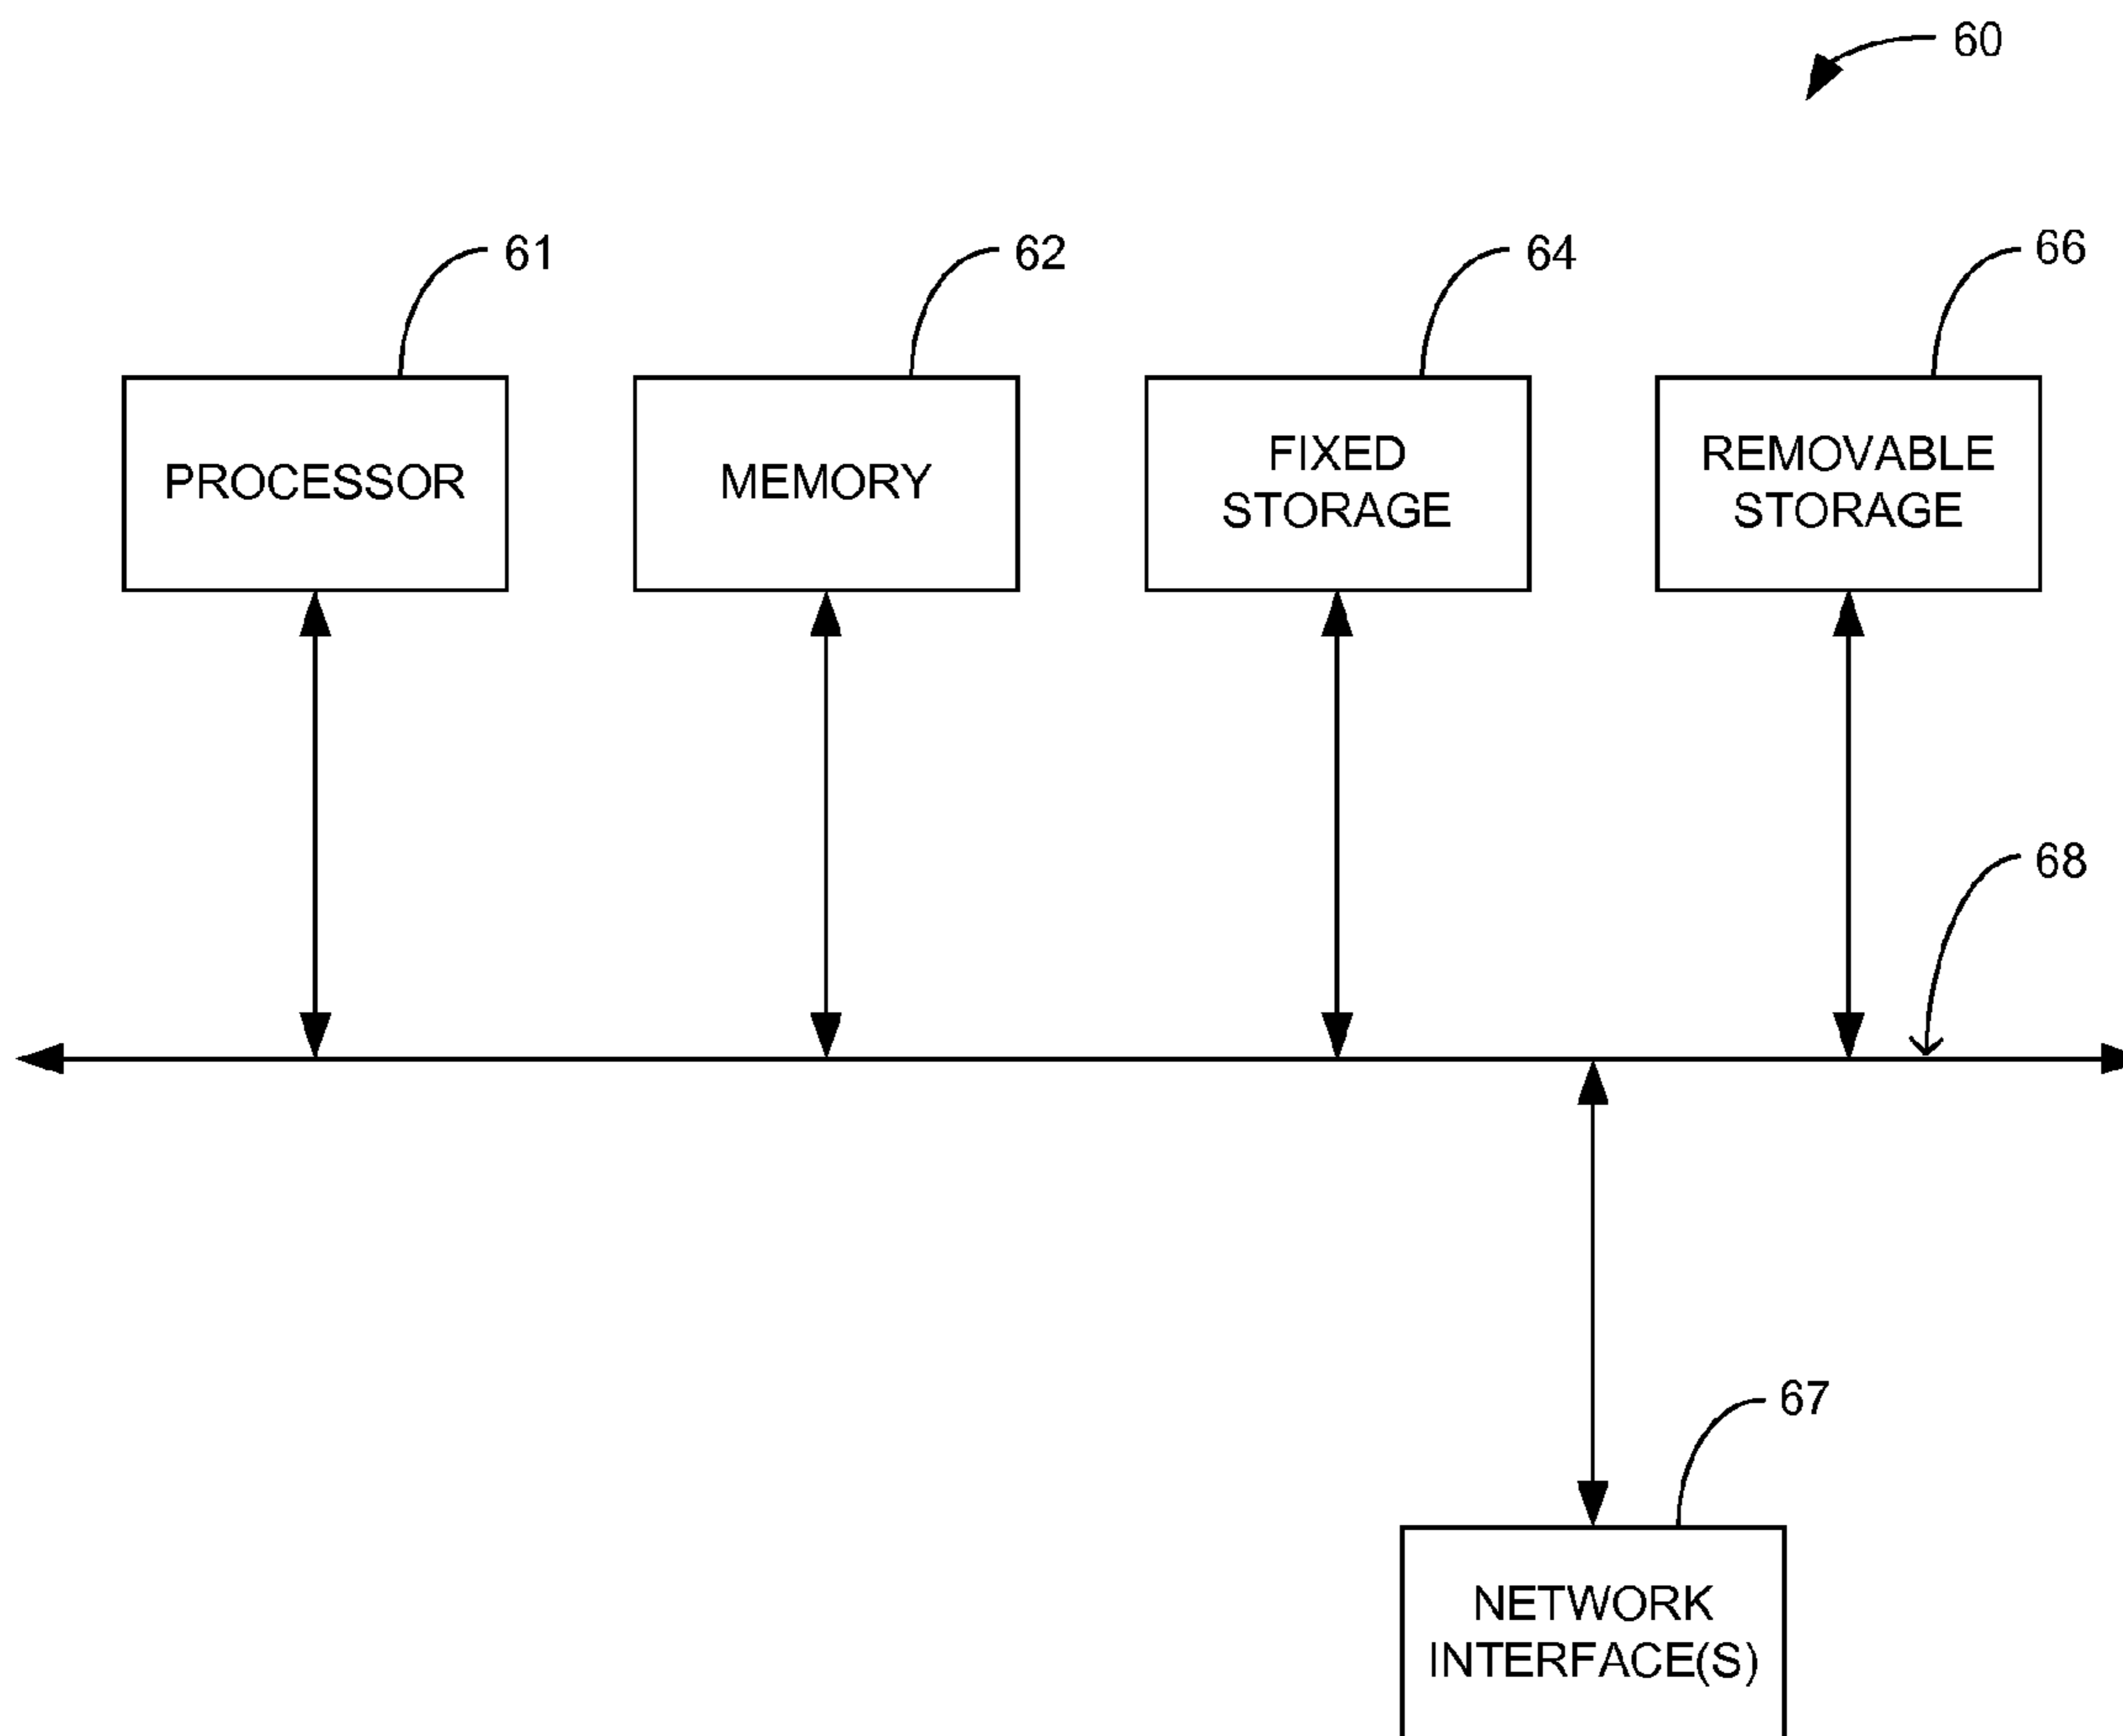 60
61
62
64
66
PROCESSOR
MEMORY
FIXED
STORAGE
REMOVABLE
STORAGE
68
67
NETWORK
INTERFACE(S)